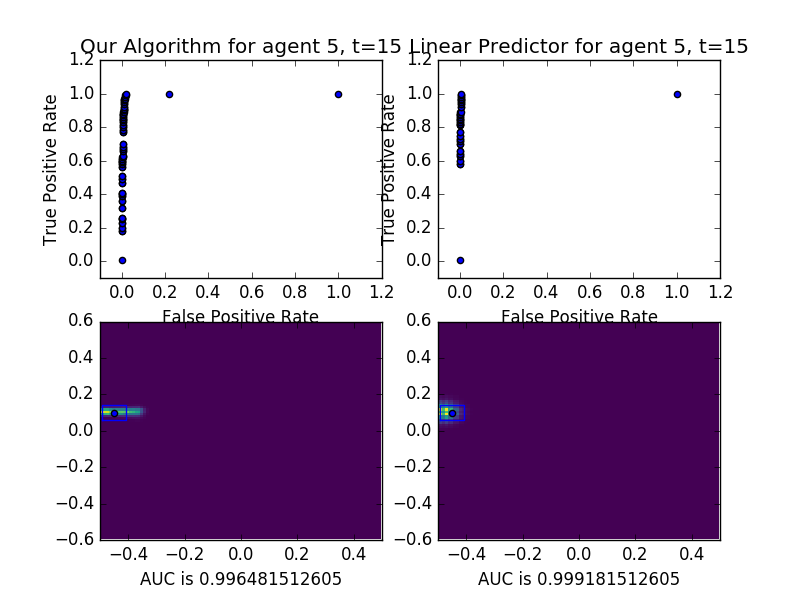 Our Algorithm for agent 5, t=15
Linear Predictor for agent 5, t=15
1.2
1.0
0.8
0.6
0.4
0.2
0.0
True Positive Rate
0.0 0.2 0.4 0.6 0.8 1.0 1.2
False Positive Rate
1.2
1.0
0.8
0.6
0.4
0.2
0.0
True Positive Rate
0.0 0.2 0.4 0.6 0.8 1.0 1.2
False Positive Rate
0.6
0.4
0.2
0.0
−0.2
−0.4
−0.6
−0.4 −0.2 0.0 0.2 0.4
AUC is 0.996481512605
0.6
0.4
0.2
0.0
−0.2
−0.4
−0.6
−0.4 −0.2 0.0 0.2 0.4
AUC is 0.999181512605